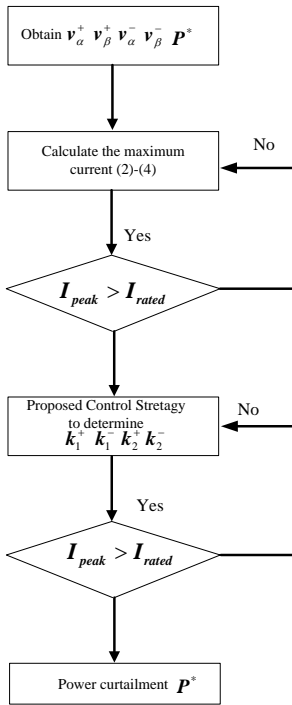 Obtain v_α^+ v_β^+ v_α^- v_β^- P^*
Calculate the maximum
current (2)-(4)
No
Yes
I_peak > I_rated
Proposed Control Stretagy
to determine
k_1^+ k_1^- k_2^+ k_2^-
No
Yes
I_peak > I_rated
Power curtailment P^*